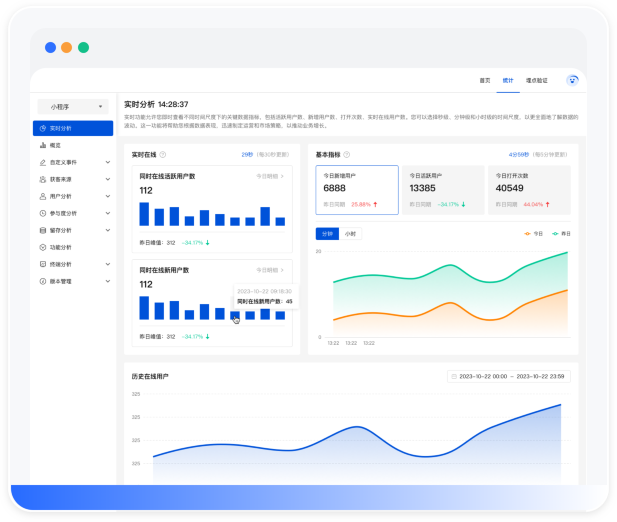 首页 统计 埋点验证
小程序
实时分析
概览
自定义事件
获客来源
用户分析
参与度分析
留存分析
功能分析
终端分析
版本管理
实时分析 14:28:37
实时功能允许您即时查看不同时间尺度下的关键数据指标，包括活跃用户数、新增用户数、打开次数、实时在线用户数。您可以选择秒级、分钟级和小时级的时间尺度，以更全面地了解数据的
波动。这一功能将帮助您根据数据表现，迅速制定运营和市场策略，以推动业务增长。
实时在线 29秒（每30秒更新）
同时在线活跃用户数 今日明细 >
112
昨日峰值：312 -34.17% ↓
同时在线新用户数 今日明细 >
112
2023-10-22 09:18:30
同时在线新用户数：45
昨日峰值：312 -34.17% ↓
基本指标 4分59秒（每5分钟更新）
今日新增用户
6888
昨日同期 25.88% ↑
今日活跃用户
13385
昨日同期 -34.17% ↓
今日打开次数
40549
昨日同期 44.04% ↑
分钟 小时
今日 昨日
20
0
13:22 13:22 13:22
历史在线用户
2023-10-22 00:00 ~ 2023-10-22 23:59
325
325
325
325